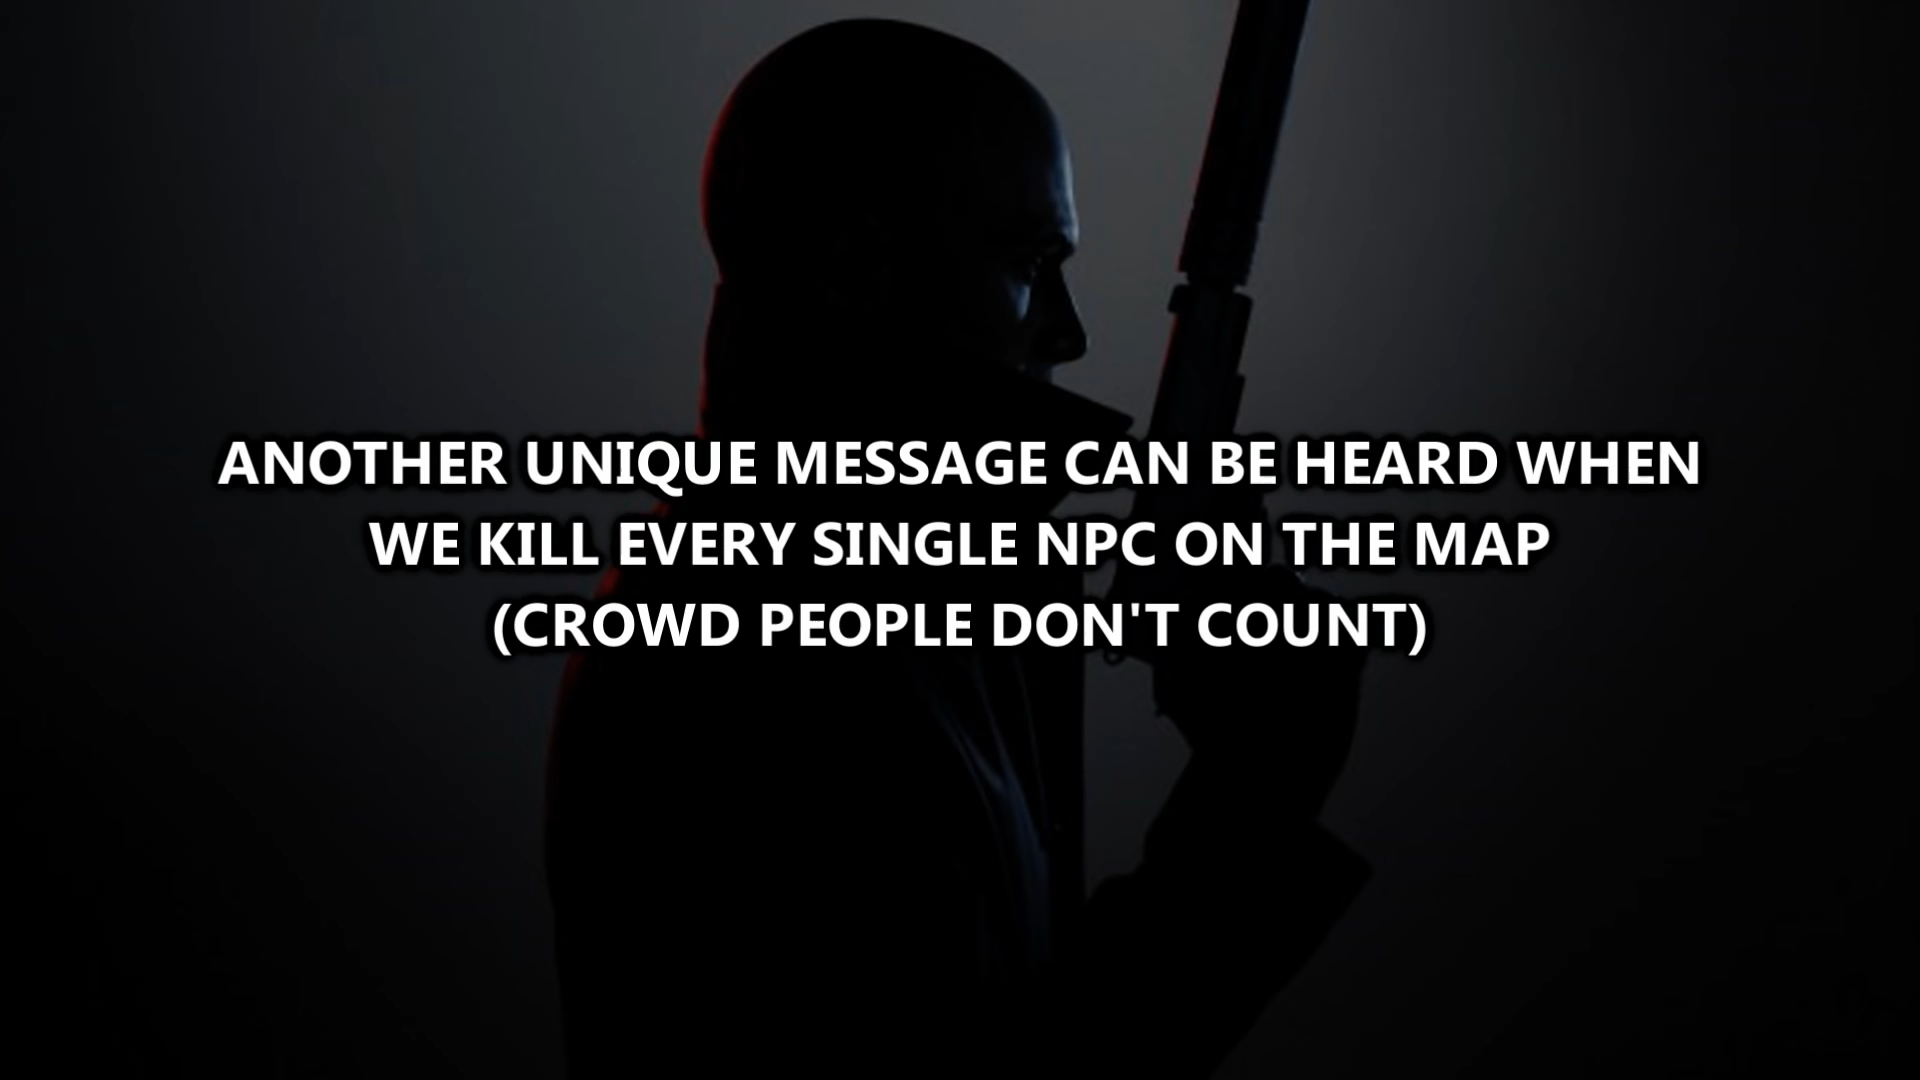 ANOTHER UNIQUE MESSAGE CAN BE HEARD WHEN
WE KILL EVERY SINGLE NPC ON THE MAP
(CROWD PEOPLE DON'T COUNT)